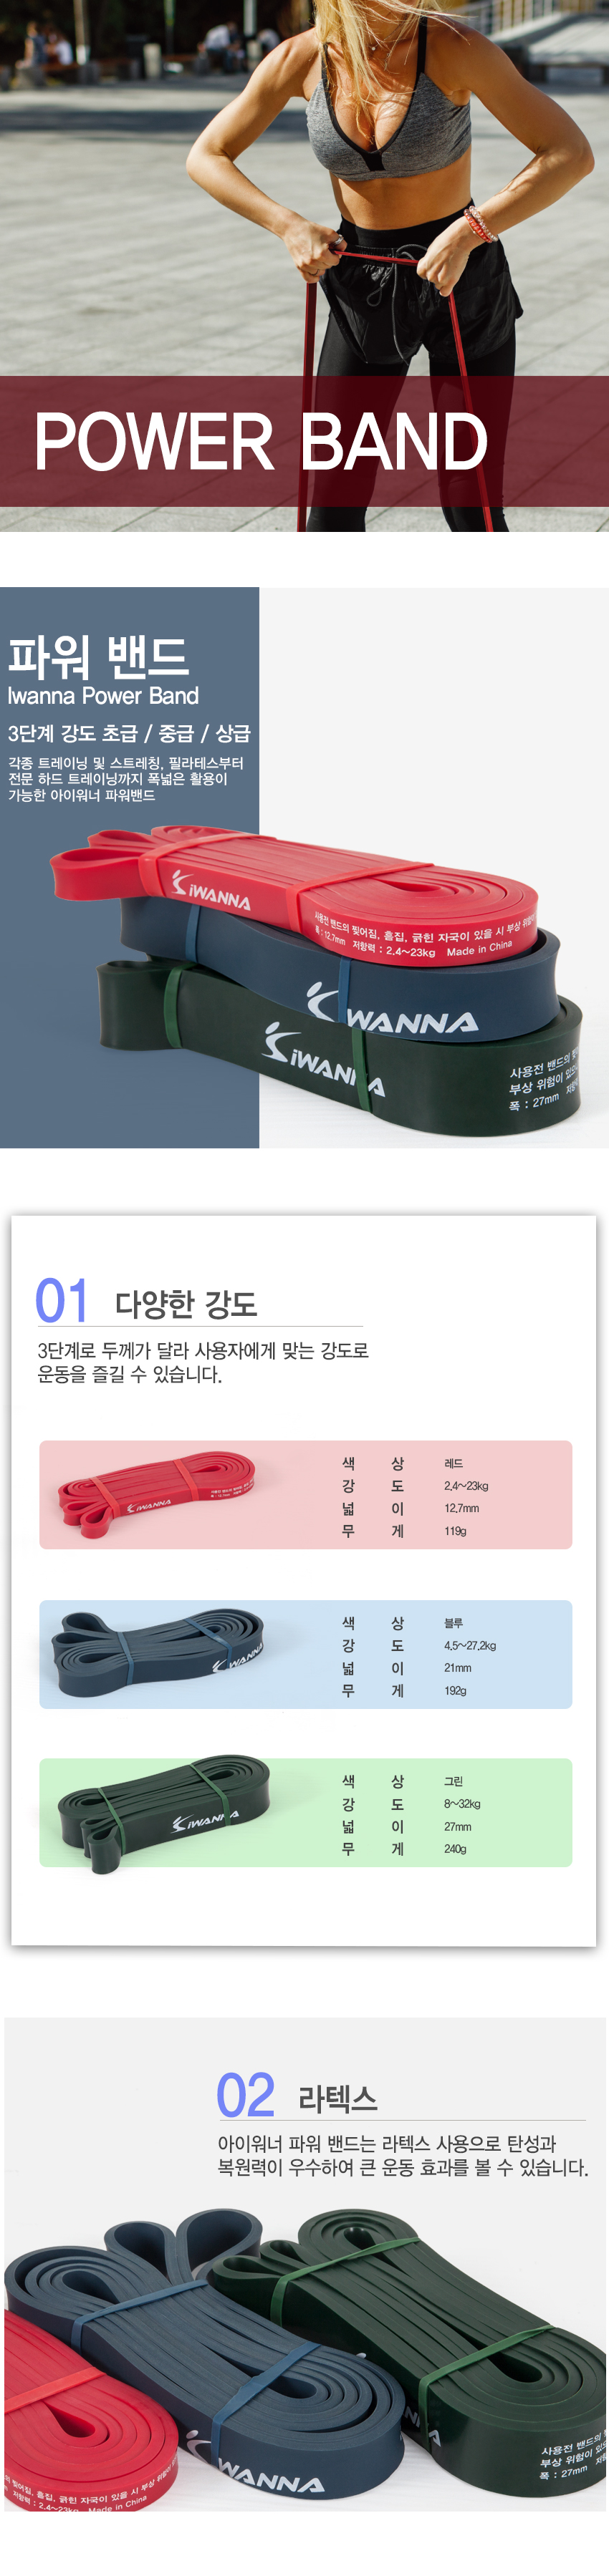 POWER BAND
파워 밴드
Iwanna Power Band
3단계 강도 초급 / 중급 / 상급
각종 트레이닝 및 스트레칭, 필라테스부터
전문 하드 트레이닝까지 폭넓은 활용이
가능한 아이워너 파워밴드
iWANNA
사용전 밴드의 찢어짐, 흠집, 긁힌 자국이 있을 시 부상 위험이
폭 : 12.7mm 저항력 : 2.4~23kg Made in China
WANNA
iWANNA
사용전 밴드의
부상 위험이
폭 : 27mm
01 다양한 강도
3단계로 두께가 달라 사용자에게 맞는 강도로
운동을 즐길 수 있습니다.
색 상 레드
강 도 2.4~23kg
넓 이 12.7mm
무 게 119g
iWANNA
색 상 블루
강 도 4.5~27.2kg
넓 이 21mm
무 게 192g
WANNA
색 상 그린
강 도 8~32kg
넓 이 27mm
무 게 240g
iWANNA
02 라텍스
아이워너 파워 밴드는 라텍스 사용으로 탄성과
복원력이 우수하여 큰 운동 효과를 볼 수 있습니다.
WANNA
사용전 밴드의
부상 위험이
폭 : 27mm
찢어짐, 흠집, 긁힌 자국이 있을 시 부상
저항력 : 2.4~23kg Made in China